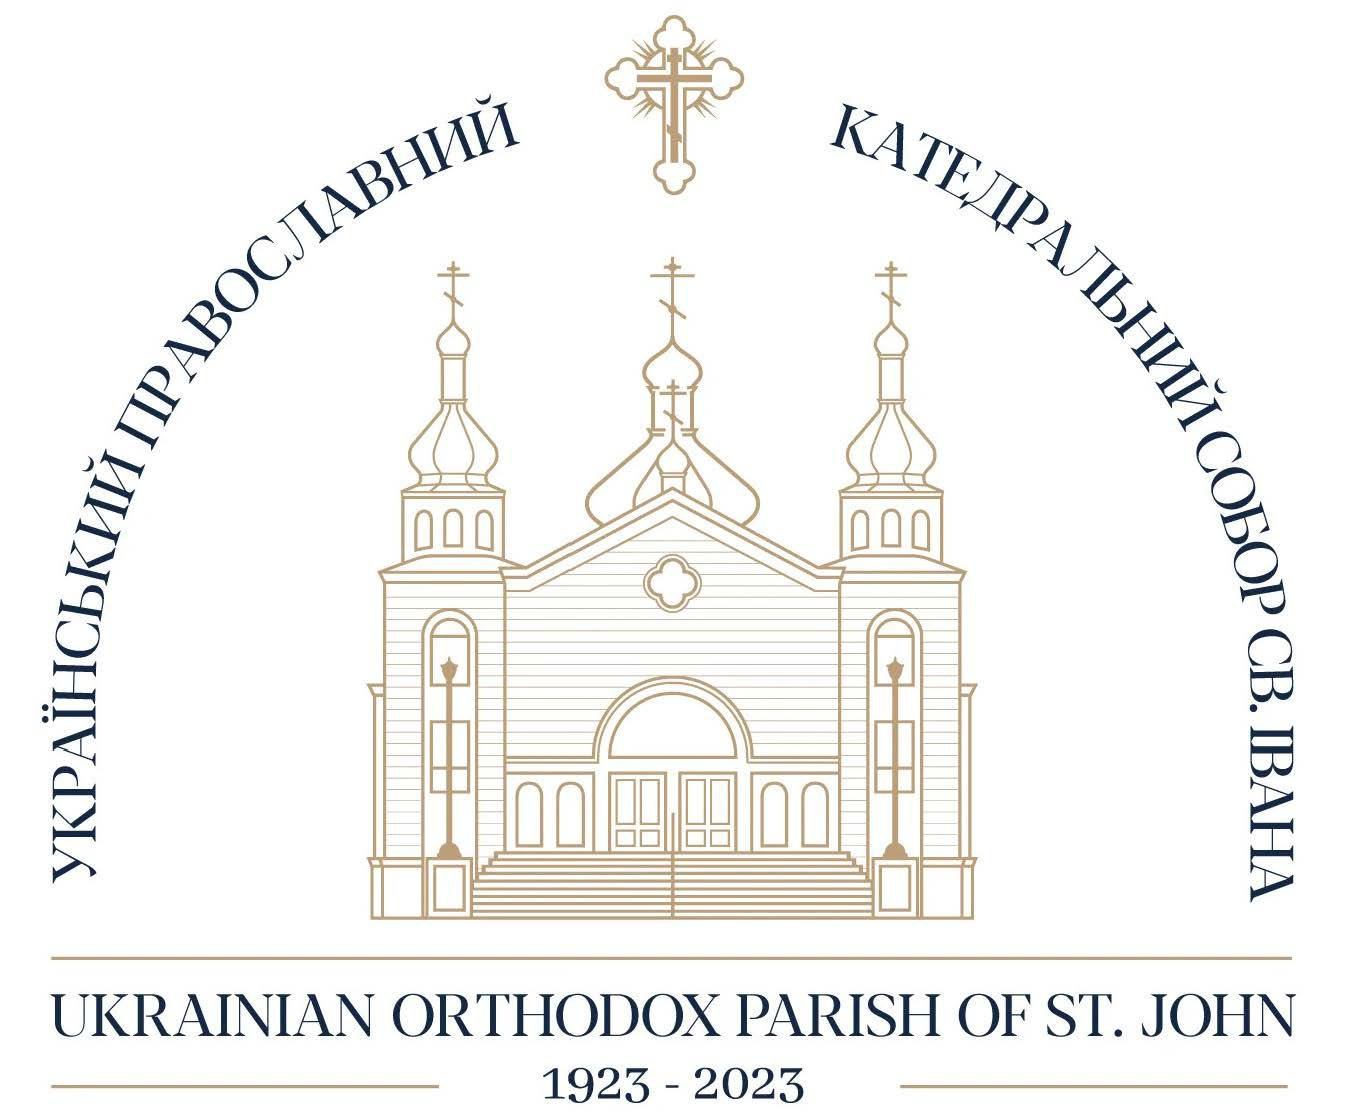 УКРАЇНСЬКИЙ ПРАВОСЛАВНИЙ
КАТЕДРАЛЬНИЙ СОБОР СВ. ІВАНА
UKRAINIAN ORTHODOX PARISH OF ST. JOHN
1923 - 2023